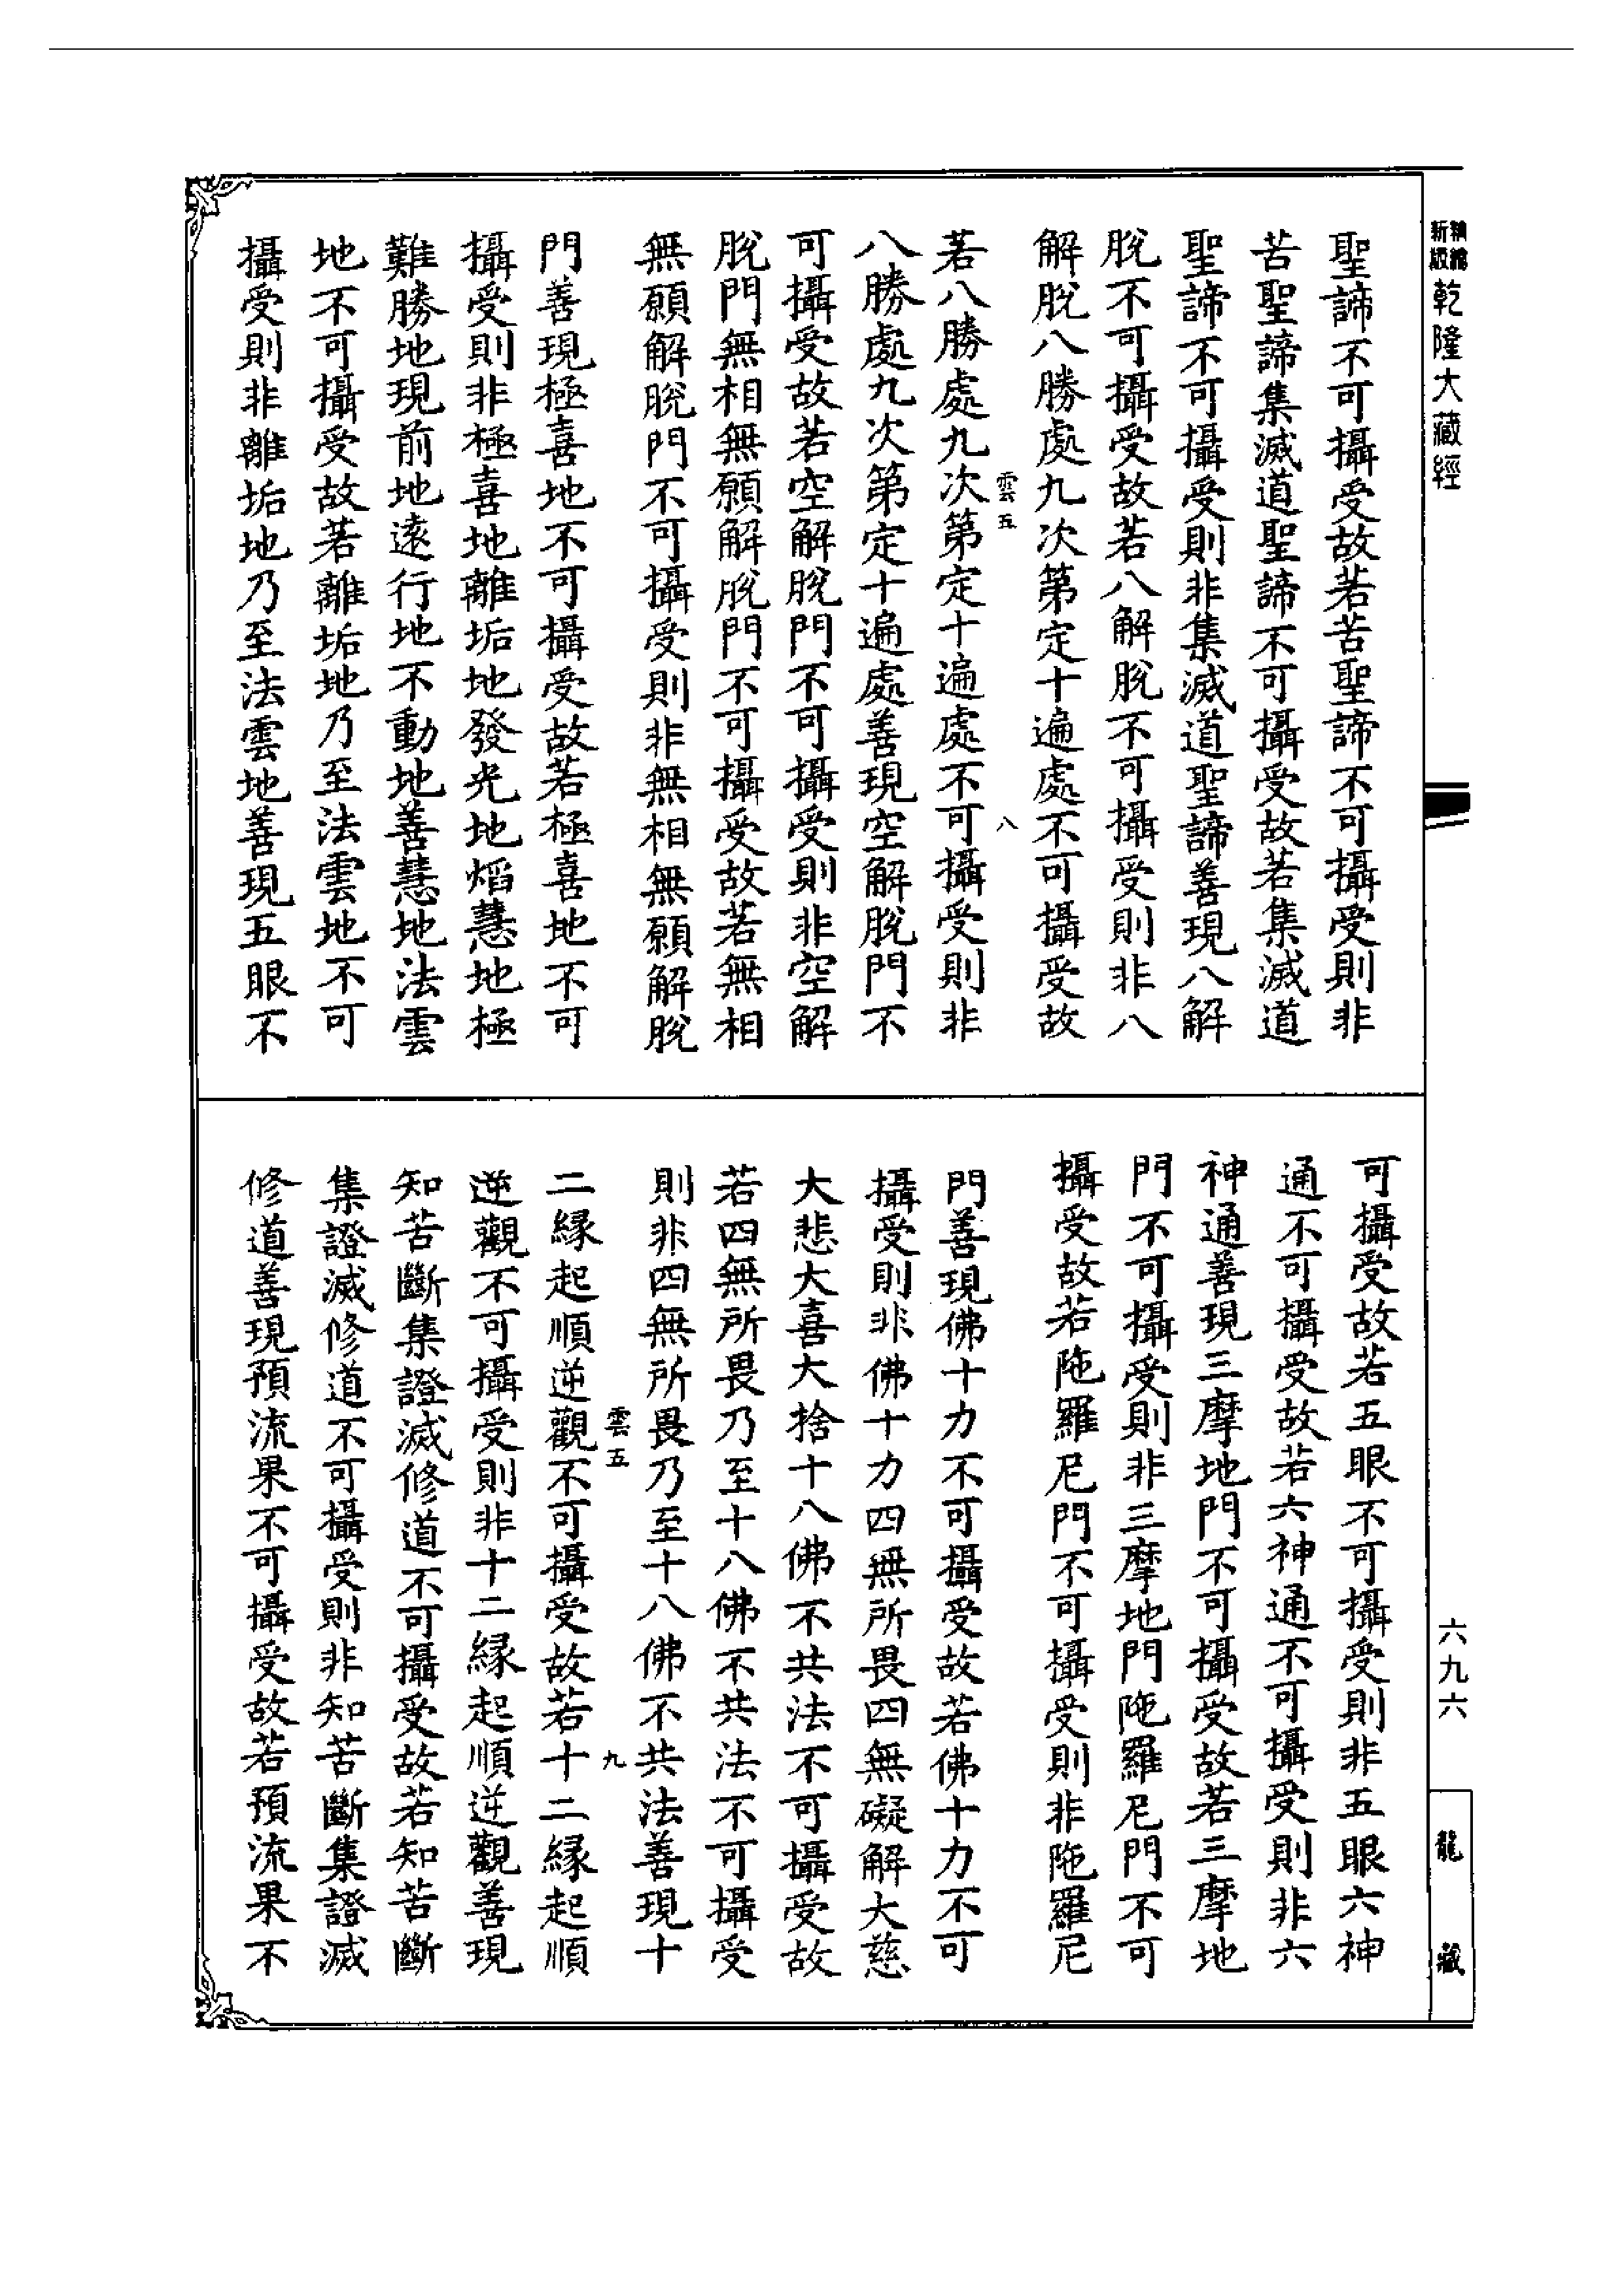 新編縮級乾隆大藏經
聖諦不可攝受故若苦聖諦不可攝受則非
苦聖諦集滅道聖諦不可攝受故若集滅道
聖諦不可攝受則非集滅道聖諦善現八解
脫不可攝受故若八解脫不可攝受則非八
解脫八勝處九次第定十遍處不可攝受故
雲五 八
若八勝處九次第定十遍處不可攝受則非
八勝處九次第定十遍處善現空解脫門不
可攝受故若空解脫門不可攝受則非空解
脫門無相無願解脫門不可攝受故若無相
無願解脫門不可攝受則非無相無願解脫
門善現極喜地不可攝受故若極喜地不可
攝受則非極喜地離垢地發光地焰慧地極
難勝地現前地遠行地不動地善慧地法雲
地不可攝受故若離垢地乃至法雲地不可
攝受則非離垢地乃至法雲地善現五眼不
可攝受故若五眼不可攝受則非五眼六神
通不可攝受故若六神通不可攝受則非六
神通善現三摩地門不可攝受故若三摩地
門不可攝受則非三摩地門陁羅尼門不可
攝受故若陁羅尼門不可攝受則非陁羅尼
門善現佛十力不可攝受故若佛十力不可
攝受則非佛十力四無所畏四無礙解大慈
大悲大喜大捨十八佛不共法不可攝受故
若四無所畏乃至十八佛不共法不可攝受
則非四無所畏乃至十八佛不共法善現十
雲五 九
二緣起順逆觀不可攝受故若十二緣起順
逆觀不可攝受則非十二緣起順逆觀善現
知苦斷集證滅修道不可攝受故若知苦斷
集證滅修道不可攝受則非知苦斷集證滅
修道善現預流果不可攝受故若預流果不
六九六
龍藏